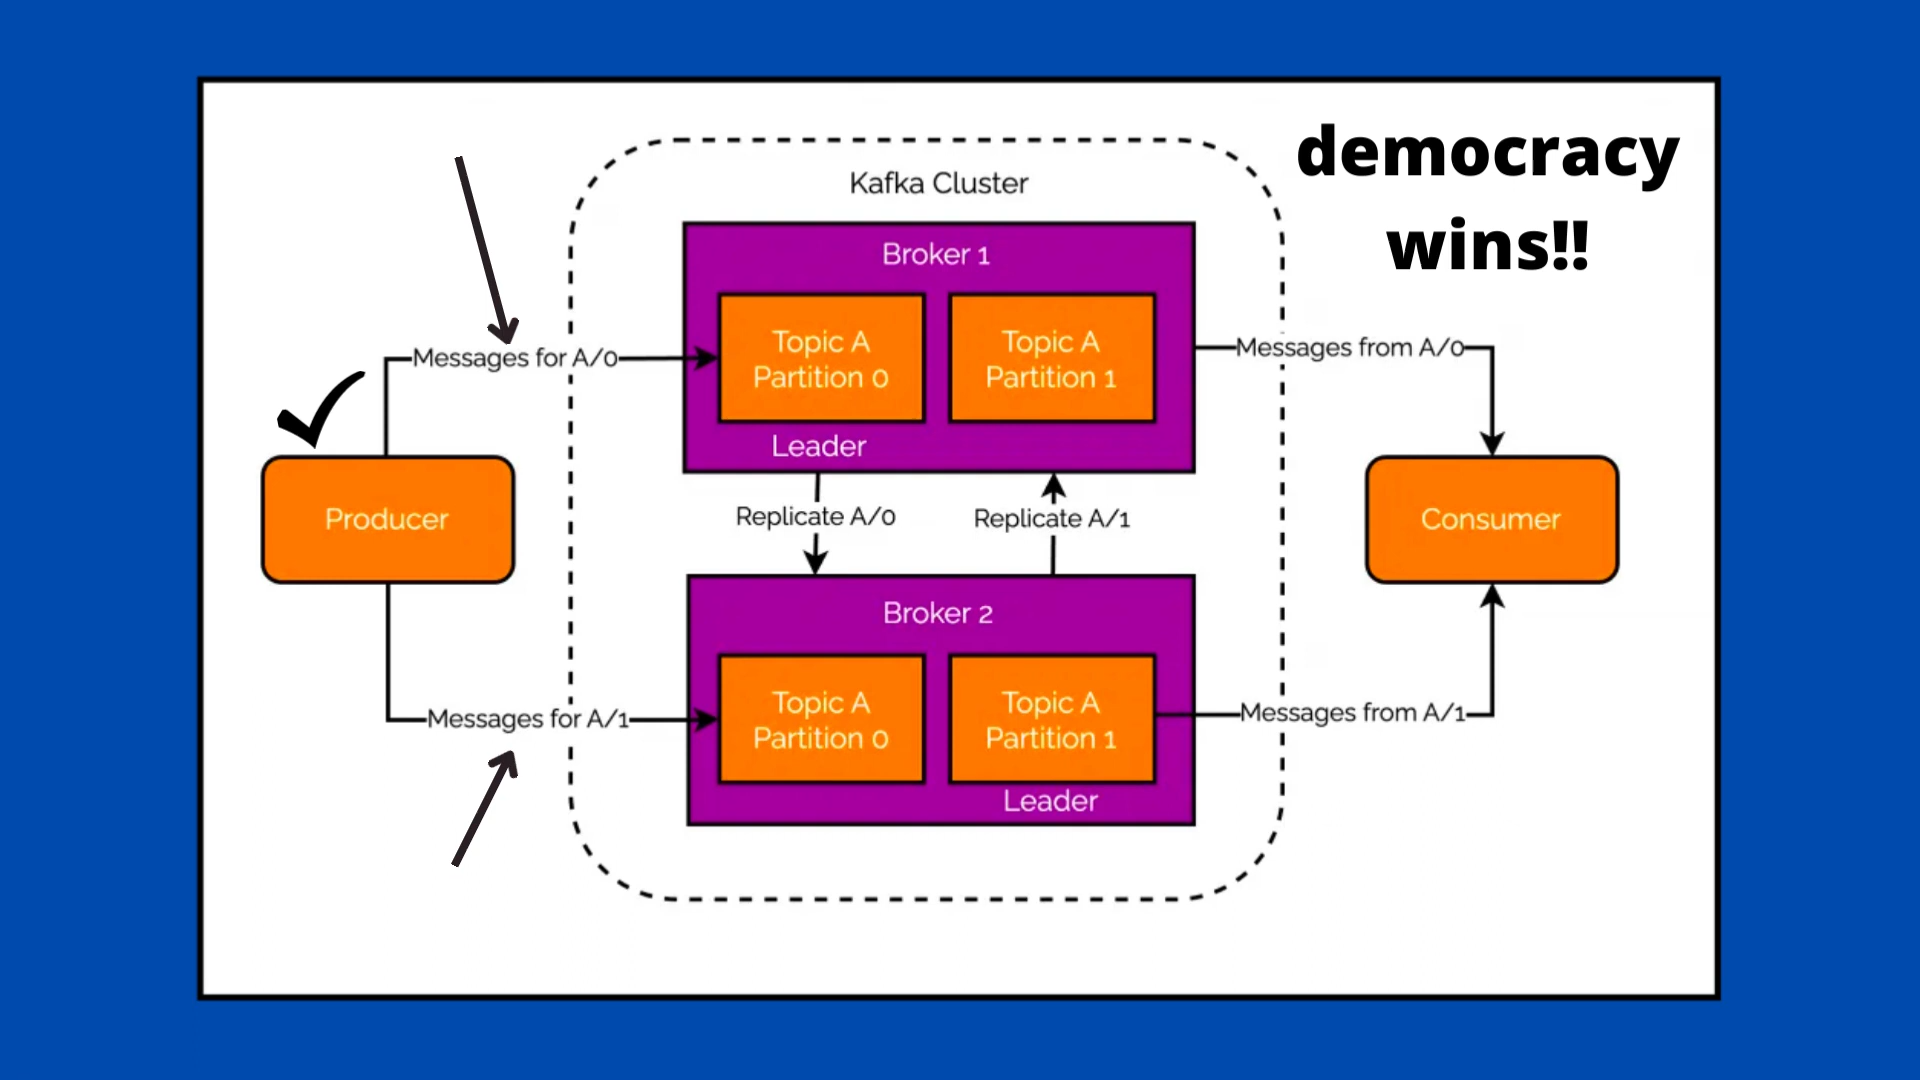 democracy
wins!!
Kafka Cluster
Broker 1
Topic A
Partition 0
Topic A
Partition 1
Leader
Messages for A/0
Messages from A/0
Replicate A/0
Replicate A/1
Producer
Consumer
Broker 2
Topic A
Partition 0
Topic A
Partition 1
Leader
Messages for A/1
Messages from A/1